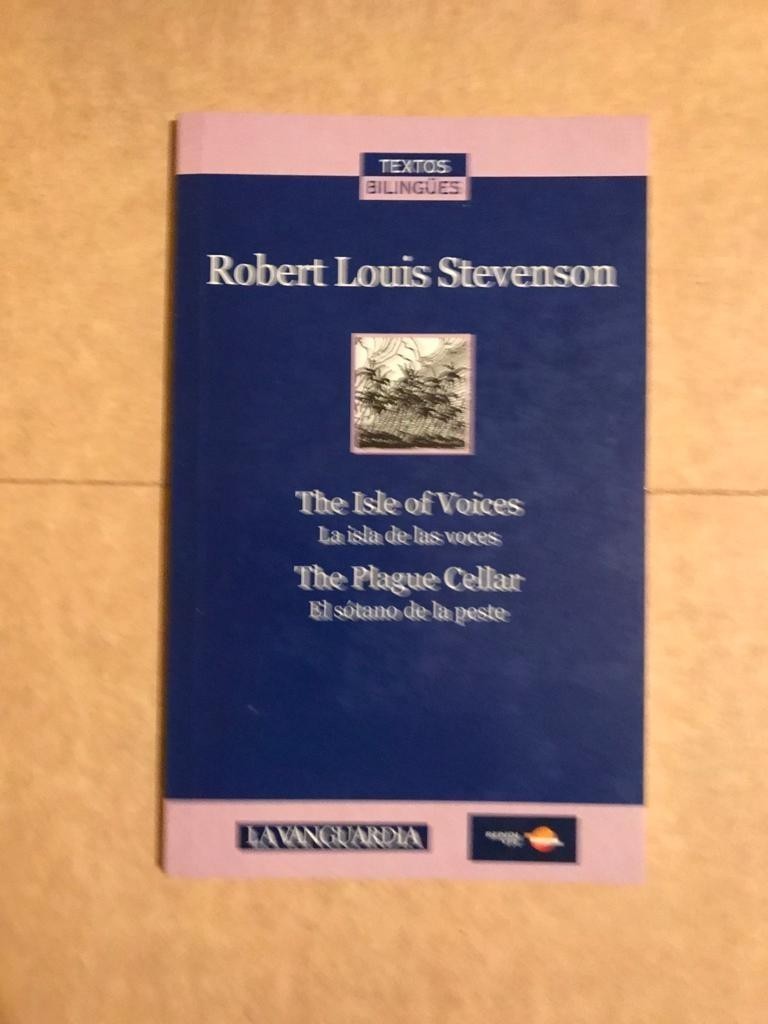 TEXTOS
BILINGÜES
Robert Louis Stevenson
The Isle of Voices
La isla de las voces
The Plague Cellar
El sótano de la peste
LA VANGUARDIA